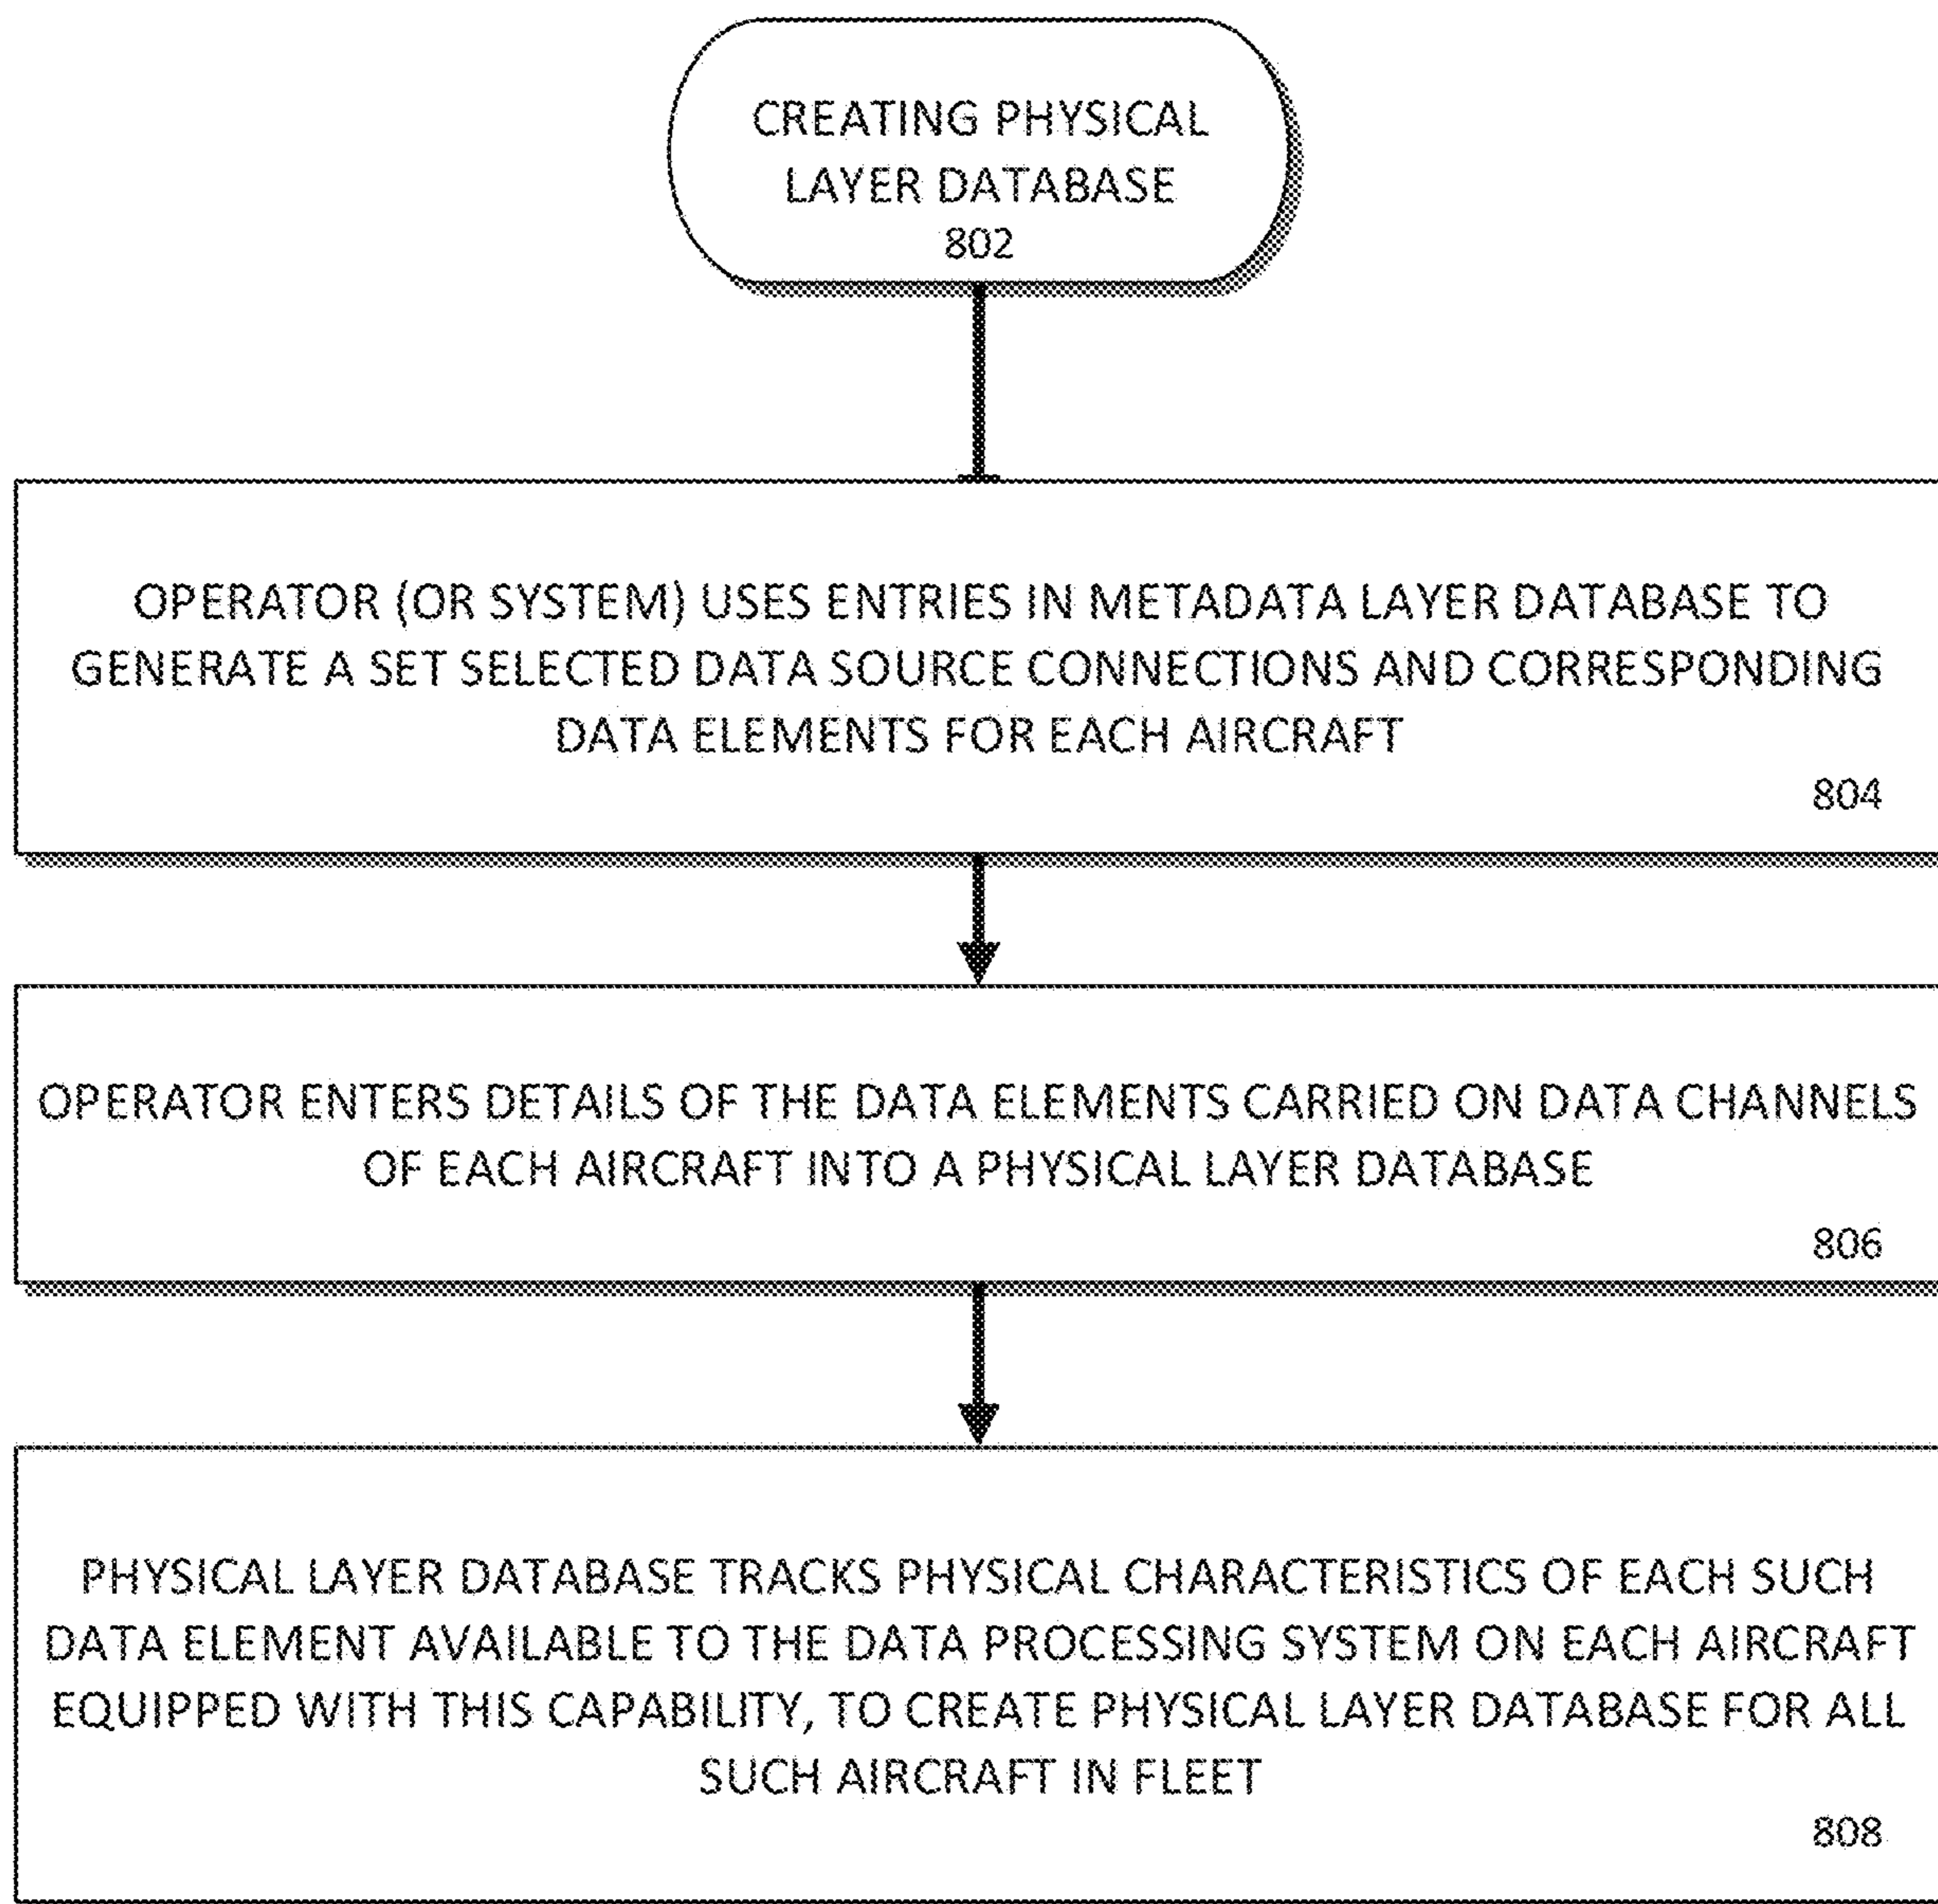 CREATING PHYSICAL
LAYER DATABASE
802
OPERATOR (OR SYSTEM) USES ENTRIES IN METADATA LAYER DATABASE TO
GENERATE A SET SELECTED DATA SOURCE CONNECTIONS AND CORRESPONDING
DATA ELEMENTS FOR EACH AIRCRAFT
804
OPERATOR ENTERS DETAILS OF THE DATA ELEMENTS CARRIED ON DATA CHANNELS
OF EACH AIRCRAFT INTO A PHYSICAL LAYER DATABASE
806
PHYSICAL LAYER DATABASE TRACKS PHYSICAL CHARACTERISTICS OF EACH SUCH
DATA ELEMENT AVAILABLE TO THE DATA PROCESSING SYSTEM ON EACH AIRCRAFT
EQUIPPED WITH THIS CAPABILITY, TO CREATE PHYSICAL LAYER DATABASE FOR ALL
SUCH AIRCRAFT IN FLEET
808